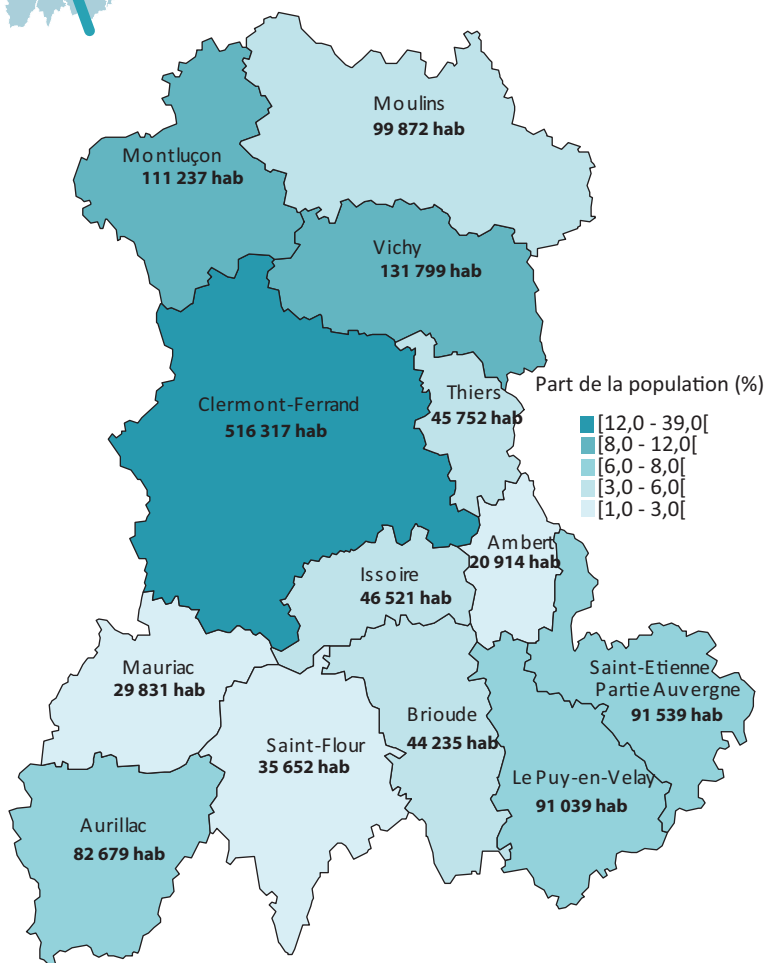 Moulins
99 872 hab
Montluçon
111 237 hab
Vichy
131 799 hab
Clermont-Ferrand
516 317 hab
Thiers
45 752 hab
Part de la population (%)
[12,0 - 39,0[
[8,0 - 12,0[
[6,0 - 8,0[
[3,0 - 6,0[
[1,0 - 3,0[
Ambert
20 914 hab
Issoire
46 521 hab
Mauriac
29 831 hab
Saint-Etienne
Partie Auvergne
91 539 hab
Brioude
44 235 hab
Saint-Flour
35 652 hab
Le Puy-en-Velay
91 039 hab
Aurillac
82 679 hab